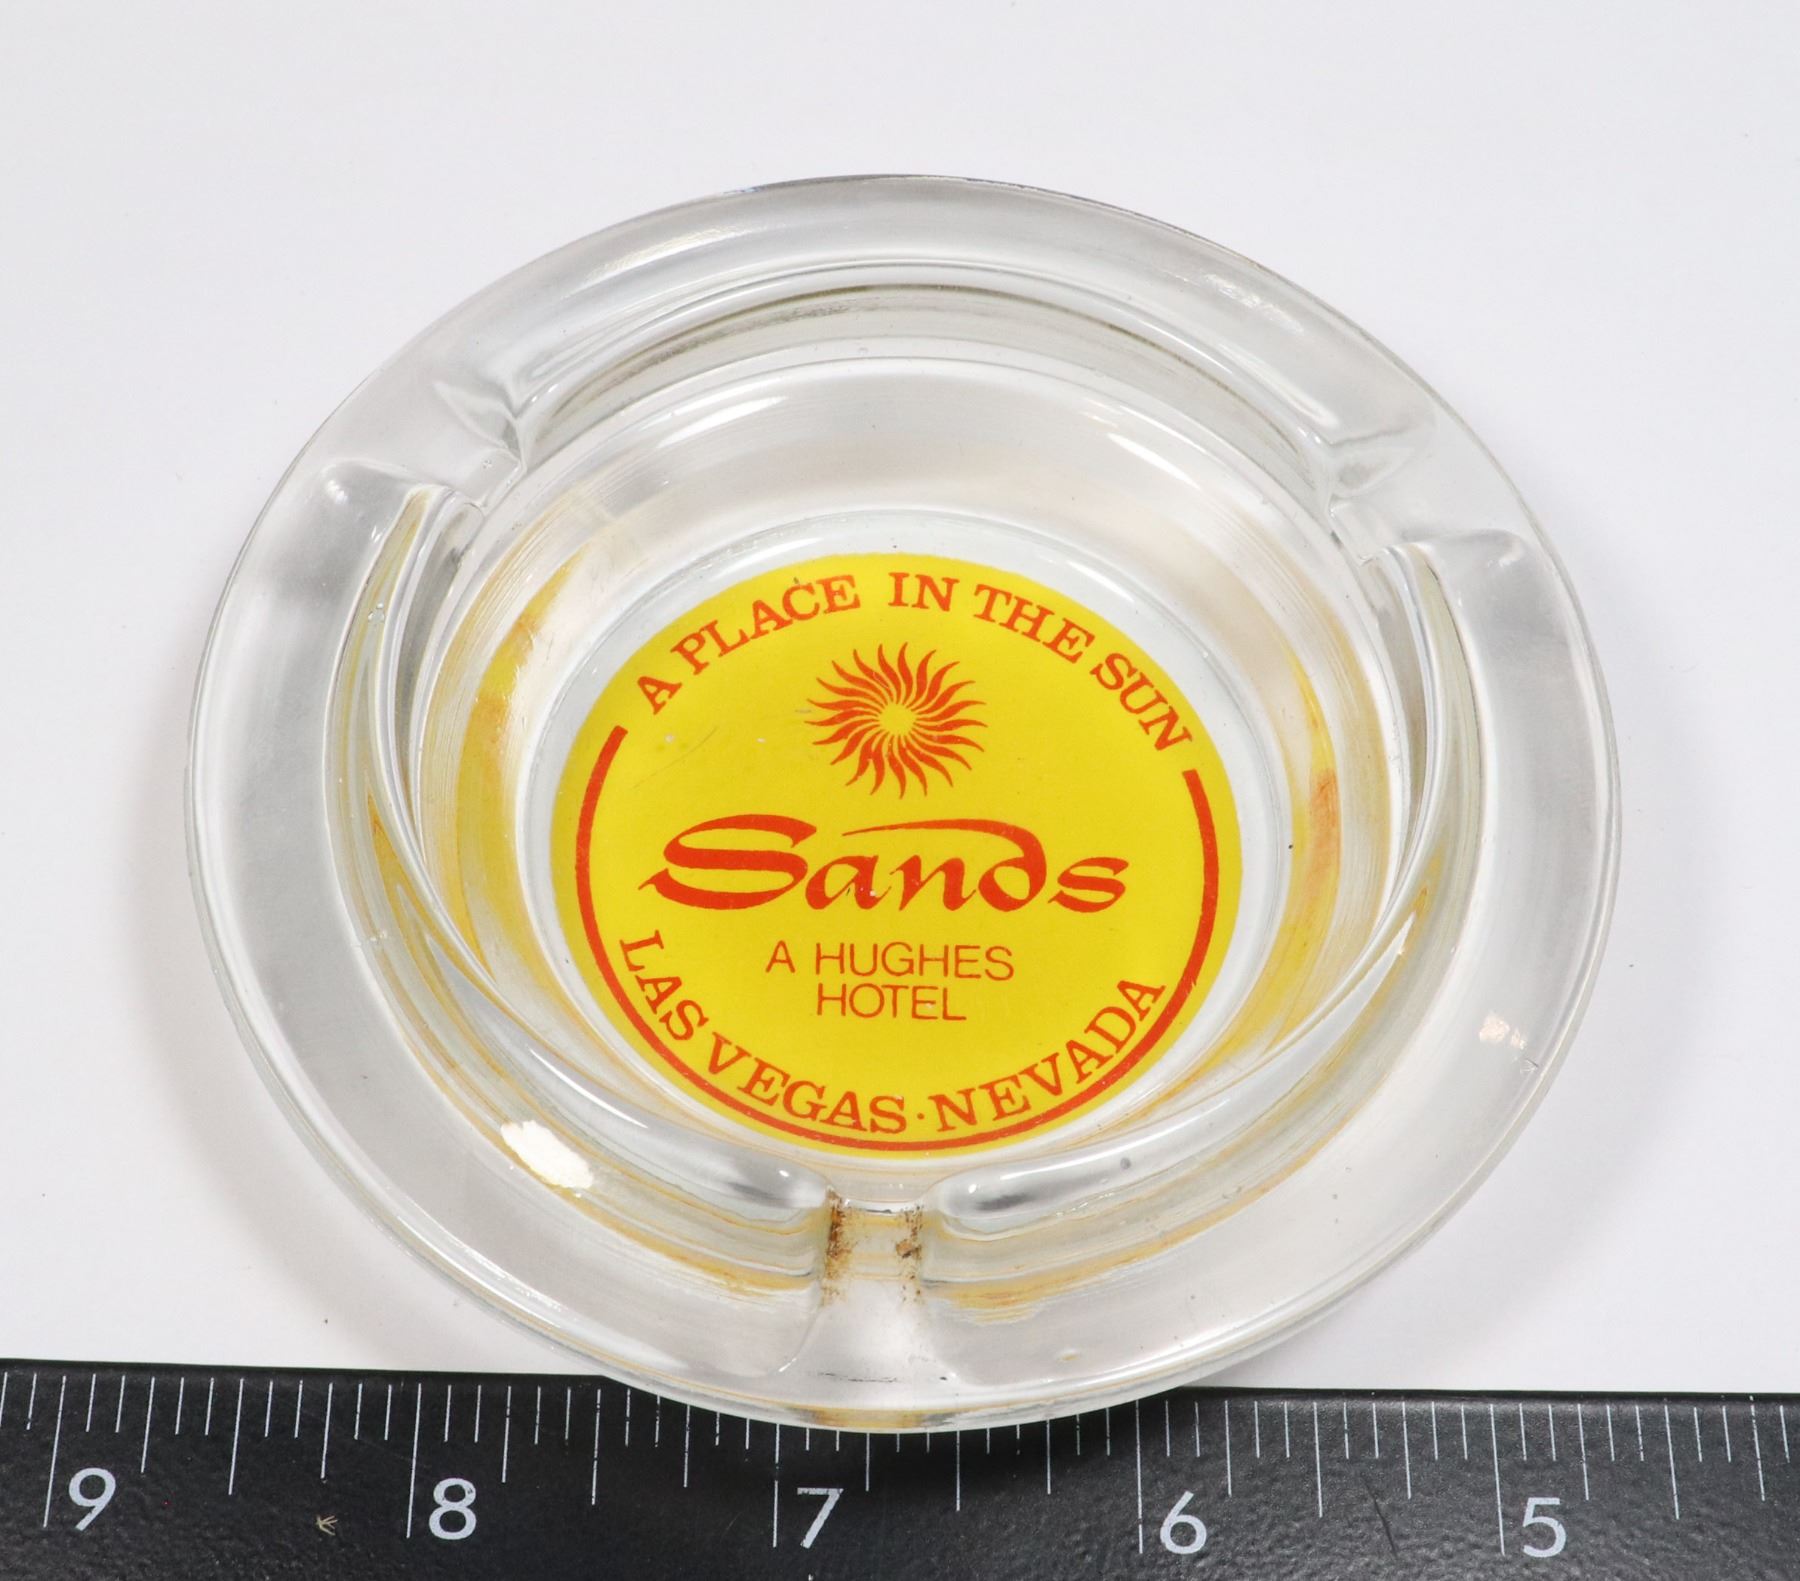 A PLACE IN THE SUN
Sands
A HUGHES
HOTEL
LAS VEGAS · NEVADA
9 8 7 6 5